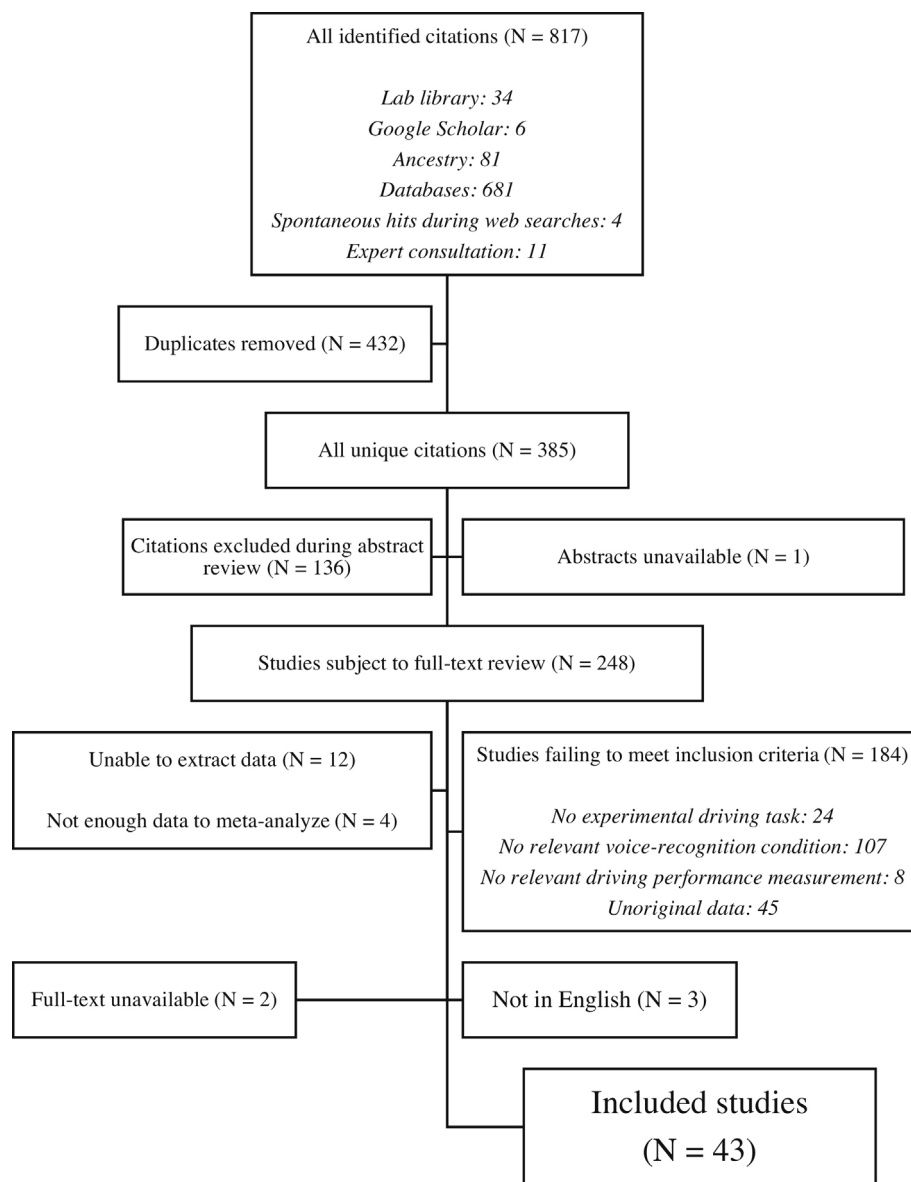 All identified citations (N = 817)
Lab library: 34
Google Scholar: 6
Ancestry: 81
Databases: 681
Spontaneous hits during web searches: 4
Expert consultation: 11
Duplicates removed (N = 432)
All unique citations (N = 385)
Citations excluded during abstract
review (N = 136)
Abstracts unavailable (N = 1)
Studies subject to full-text review (N = 248)
Unable to extract data (N = 12)
Not enough data to meta-analyze (N = 4)
Studies failing to meet inclusion criteria (N = 184)
No experimental driving task: 24
No relevant voice-recognition condition: 107
No relevant driving performance measurement: 8
Unoriginal data: 45
Full-text unavailable (N = 2)
Not in English (N = 3)
Included studies
(N = 43)